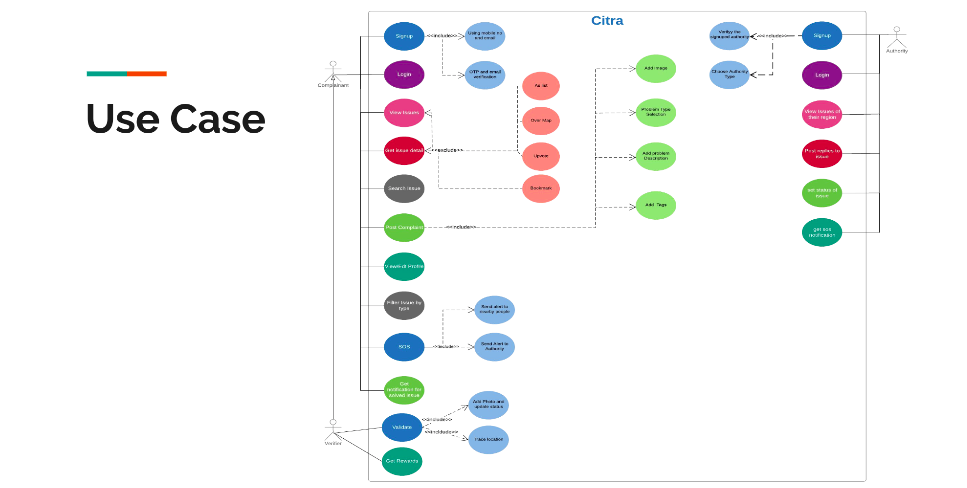 Use Case
Citra
Complainant
Verifier
Authority
Signup
Login
View Issues
Get issue detail
Search Issue
Post Complaint
View/Edit Profile
Filter Issue by
type
SOS
Get
notification for
solved issue
Validate
Get Rewards
<<include>>
Using mobile no
and email
OTP and email
verification
As list
Over Map
Upvote
Bookmark
<<include>>
<<include>>
Add Image
Problem Type
Selection
Add problem
Description
Add Tags
<<include>>
Send alert to
nearby people
Send Alert to
Authority
<<include>>
<<include>>
Add Photo and
update status
Trace location
Verifyy the
signuped authority
Choose Authority
Type
<<include>>
Signup
Login
View Issues of
their region
Post replies to
issue
set status of
issue
get sos
notification